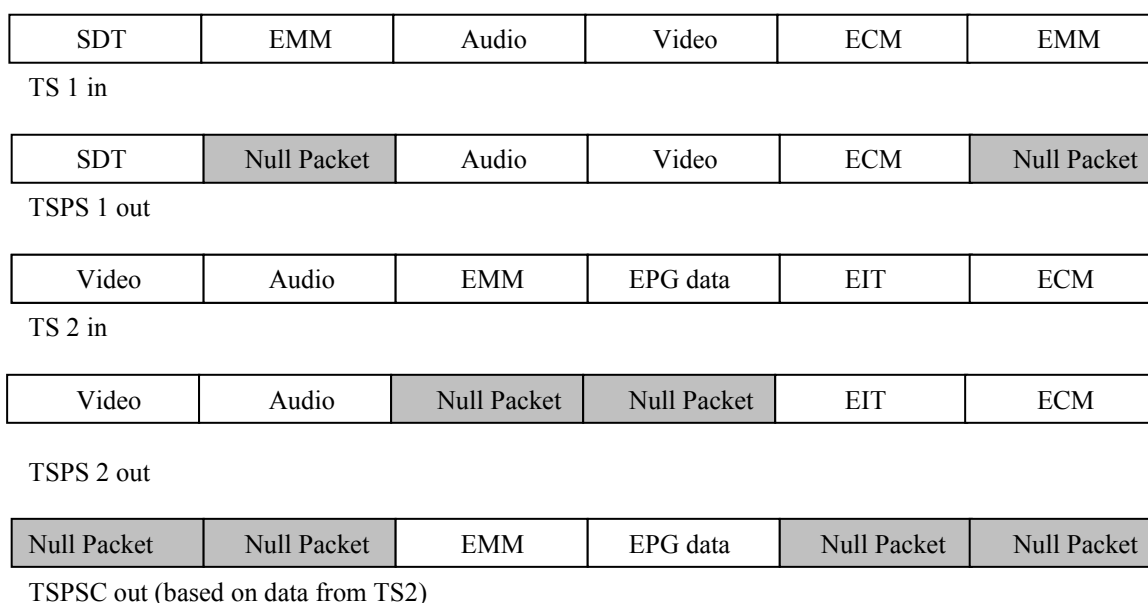 SDT EMM Audio Video ECM EMM
TS 1 in
SDT Null Packet Audio Video ECM Null Packet
TSPS 1 out
Video Audio EMM EPG data EIT ECM
TS 2 in
Video Audio Null Packet Null Packet EIT ECM
TSPS 2 out
Null Packet Null Packet EMM EPG data Null Packet Null Packet
TSPSC out (based on data from TS2)